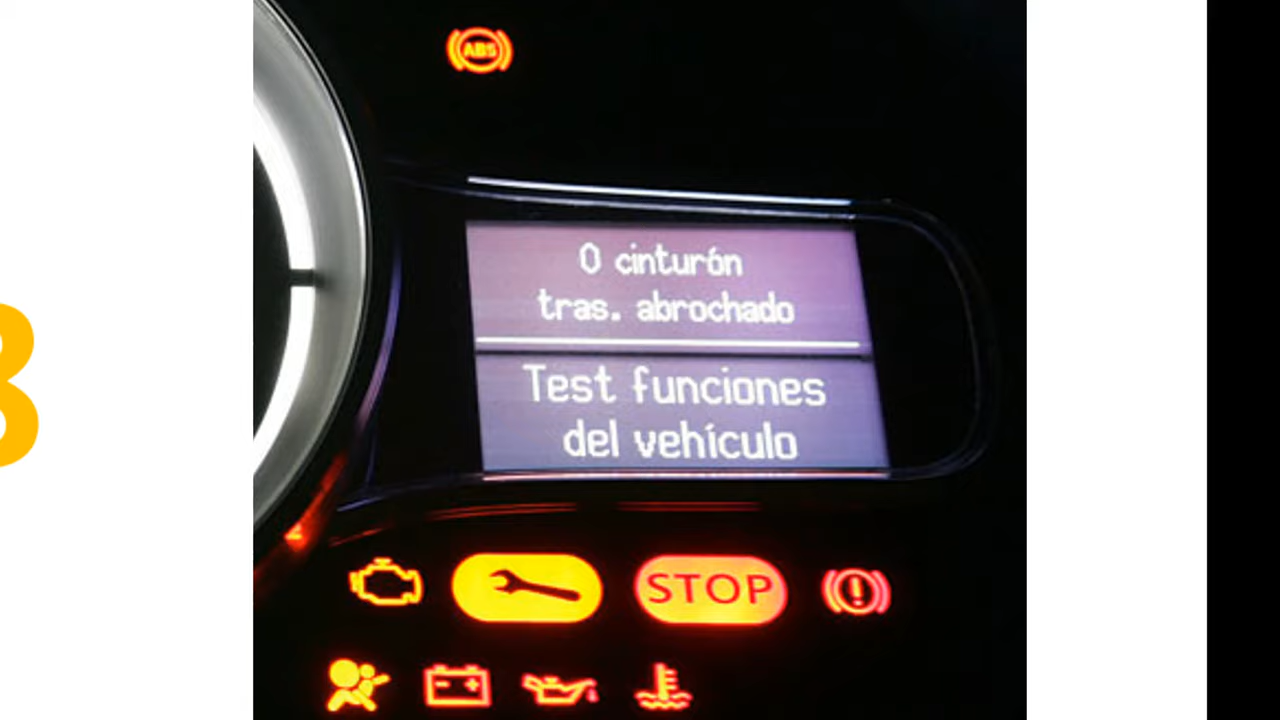 ABS
0 cinturón
tras. abrochado
Test funciones
del vehículo
STOP